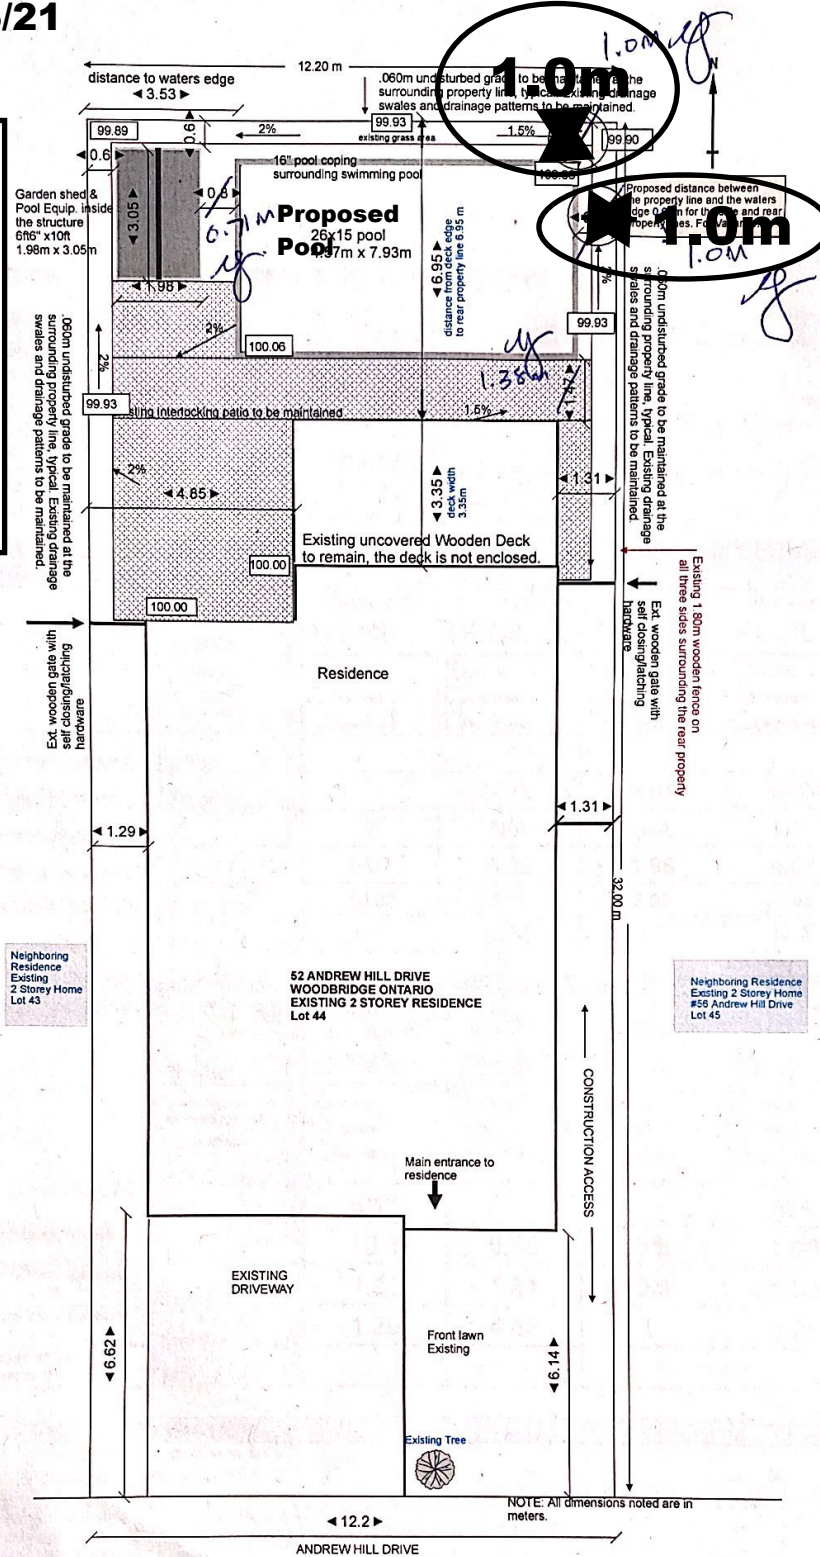 /21
1.0m
12.20 m
1.0M
N
distance to waters edge
3.53
.060m undisturbed grade to be maintained at the
surrounding property line, typical. Existing drainage
swales and drainage patterns to be maintained.
99.89
0.6
2%
99.93
existing grass area
1.5%
99.90
0.6
16" pool coping
surrounding swimming pool
Garden shed &
Pool Equip. inside
the structure
6ft6" x10ft
1.98m x 3.05m
3.05
0.8
0.71M
Proposed
Pool
26x15 pool
x 7.93m
6.95
distance from deck edge
to rear property line 6.95 m
Proposed distance between
the property line and the waters
1.0m
1.0M
1.98
2%
2%
99.93
100.06
1.38m
.060m undisturbed grade to be maintained at the
surrounding property line, typical. Existing drainage
swales and drainage patterns to be maintained.
.060m undisturbed grade to be maintained at the
surrounding property line, typical. Existing drainage
swales and drainage patterns to be maintained.
2%
99.93
interlocking patio to be maintained
1.5%
2%
4.85
3.35
deck width
3.35m
1.31
Existing uncovered Wooden Deck
to remain, the deck is not enclosed.
100.00
100.00
Existing 1.80m wooden fence on
all three sides surrounding the rear property
Ext. wooden gate with
self closing/latching
hardware
Ext. wooden gate with
self closing/latching
hardware
Residence
1.29
1.31
32.00 m
Neighboring
Residence
Existing
2 Storey Home
Lot 43
52 ANDREW HILL DRIVE
WOODBRIDGE ONTARIO
EXISTING 2 STOREY RESIDENCE
Lot 44
Neighboring Residence
Existing 2 Storey Home
#56 Andrew Hill Drive
Lot 45
CONSTRUCTION ACCESS
Main entrance to
residence
EXISTING
DRIVEWAY
Front lawn
Existing
6.62
6.14
Existing Tree
NOTE: All dimensions noted are in
meters.
12.2
ANDREW HILL DRIVE